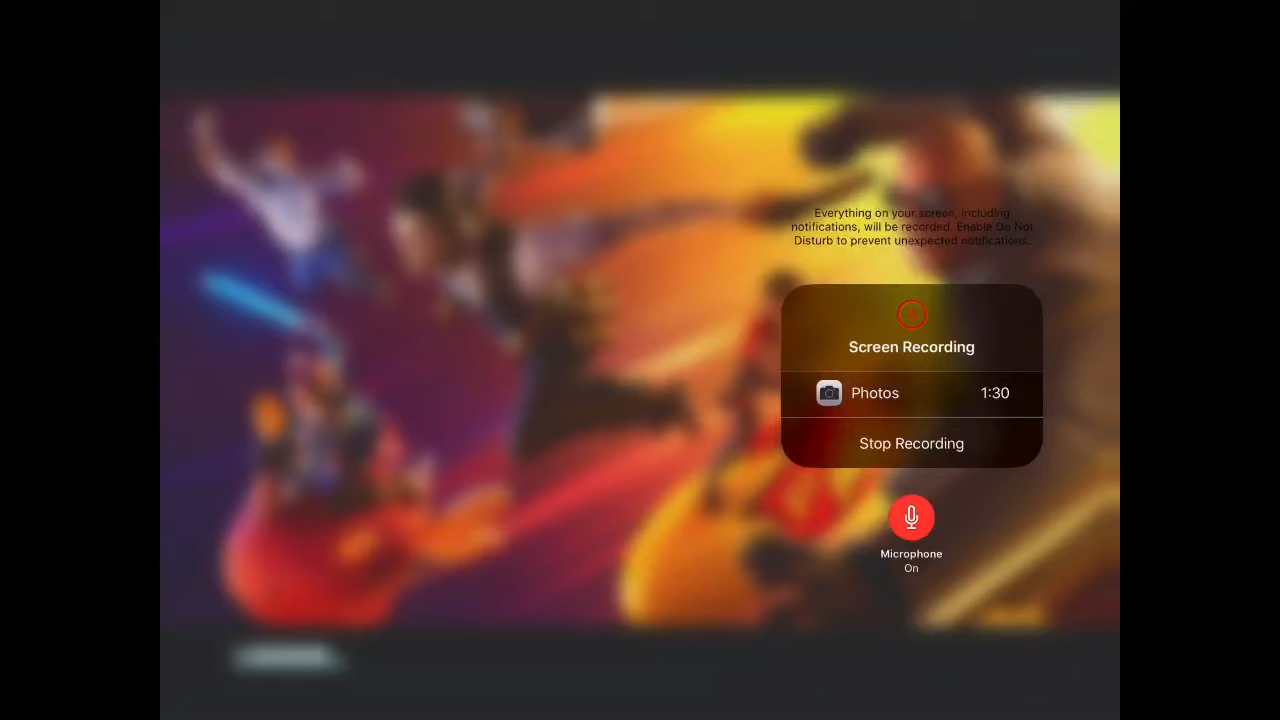 Everything on your screen, including
notifications, will be recorded. Enable Do Not
Disturb to prevent unexpected notifications.
Screen Recording
Photos 1:30
Stop Recording
Microphone
On